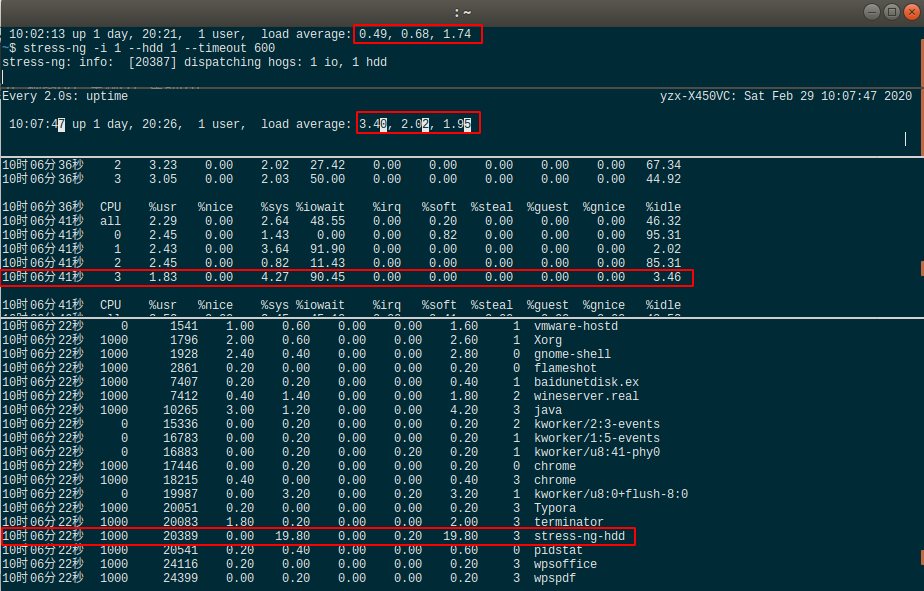 : ~
10:02:13 up 1 day, 20:21, 1 user, load average: 0.49, 0.68, 1.74
~$ stress-ng -i 1 --hdd 1 --timeout 600
stress-ng: info: [20387] dispatching hogs: 1 io, 1 hdd
Every 2.0s: uptime yzx-X450VC: Sat Feb 29 10:07:47 2020
10:07:47 up 1 day, 20:26, 1 user, load average: 3.40, 2.02, 1.95
10时06分36秒 2 3.23 0.00 2.02 27.42 0.00 0.00 0.00 0.00 0.00 67.34
10时06分36秒 3 3.05 0.00 2.03 50.00 0.00 0.00 0.00 0.00 0.00 44.92
10时06分36秒 CPU %usr %nice %sys %iowait %irq %soft %steal %guest %gnice %idle
10时06分41秒 all 2.29 0.00 2.64 48.55 0.00 0.20 0.00 0.00 0.00 46.32
10时06分41秒 0 2.45 0.00 1.43 0.00 0.00 0.82 0.00 0.00 0.00 95.31
10时06分41秒 1 2.43 0.00 3.64 91.90 0.00 0.00 0.00 0.00 0.00 2.02
10时06分41秒 2 2.45 0.00 0.82 11.43 0.00 0.00 0.00 0.00 0.00 85.31
10时06分41秒 3 1.83 0.00 4.27 90.45 0.00 0.00 0.00 0.00 0.00 3.46
10时06分41秒 CPU %usr %nice %sys %iowait %irq %soft %steal %guest %gnice %idle
10时06分22秒 0 1541 1.00 0.60 0.00 0.00 1.60 1 vmware-hostd
10时06分22秒 1000 1796 2.00 0.60 0.00 0.00 2.60 1 Xorg
10时06分22秒 1000 1928 2.40 0.40 0.00 0.00 2.80 0 gnome-shell
10时06分22秒 1000 2861 0.20 0.00 0.00 0.00 0.20 0 flameshot
10时06分22秒 1000 7407 0.20 0.20 0.00 0.00 0.40 1 baidunetdisk.ex
10时06分22秒 1000 7412 0.40 1.40 0.00 0.00 1.80 2 wineserver.real
10时06分22秒 1000 10265 3.00 1.20 0.00 0.00 4.20 3 java
10时06分22秒 0 15336 0.00 0.20 0.00 0.00 0.20 2 kworker/2:3-events
10时06分22秒 0 16783 0.00 0.20 0.00 0.00 0.20 1 kworker/1:5-events
10时06分22秒 0 16883 0.00 0.20 0.00 0.20 0.20 1 kworker/u8:41-phy0
10时06分22秒 1000 17446 0.20 0.00 0.00 0.00 0.20 0 chrome
10时06分22秒 1000 18215 0.40 0.00 0.00 0.00 0.40 3 chrome
10时06分22秒 0 19987 0.00 3.20 0.00 0.20 3.20 1 kworker/u8:0+flush-8:0
10时06分22秒 1000 20051 0.20 0.00 0.00 0.00 0.20 3 Typora
10时06分22秒 1000 20083 1.80 0.20 0.00 0.00 2.00 3 terminator
10时06分22秒 1000 20389 0.00 19.80 0.00 0.20 19.80 3 stress-ng-hdd
10时06分22秒 1000 20541 0.20 0.40 0.00 0.00 0.60 0 pidstat
10时06分22秒 1000 24116 0.20 0.00 0.00 0.00 0.20 3 wpsoffice
10时06分22秒 1000 24399 0.00 0.20 0.00 0.00 0.20 3 wpspdf